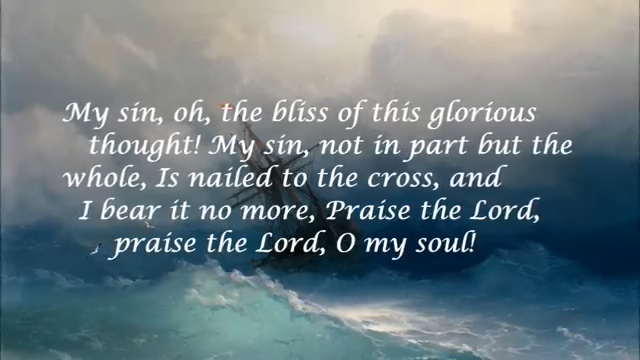 My sin, oh, the bliss of this glorious
thought! My sin, not in part but the
whole, Is nailed to the cross, and
I bear it no more, Praise the Lord,
praise the Lord, O my soul!